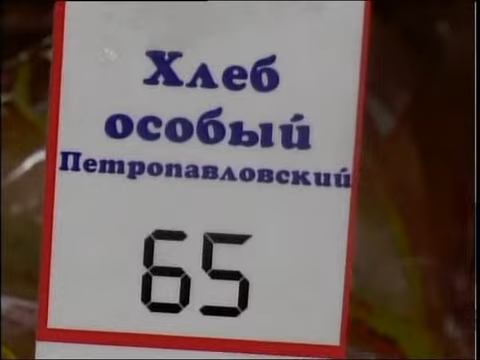 Хлеб
особый
Петропавловский
65